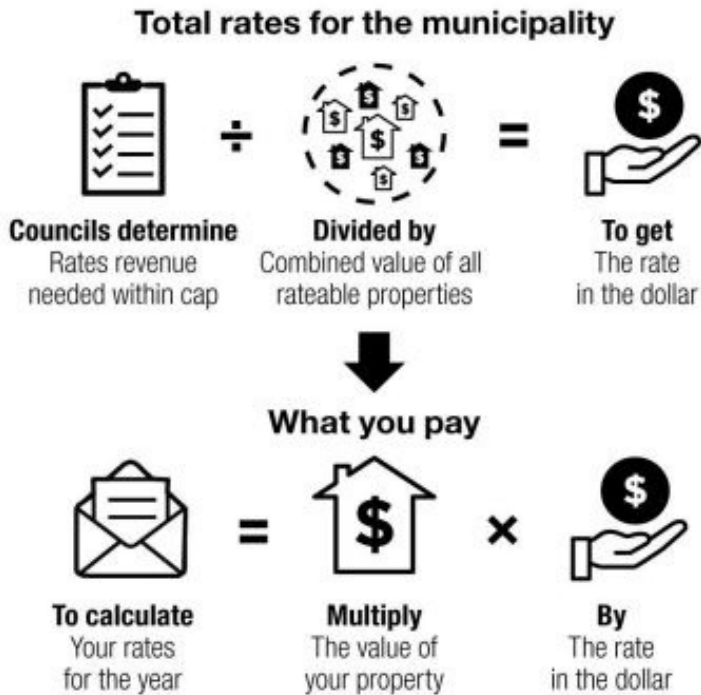 Total rates for the municipality
÷
=
$
$
$
$
$
$
$
$
Councils determine
Rates revenue
needed within cap
Divided by
Combined value of all
rateable properties
To get
The rate
in the dollar
What you pay
=
$
×
$
To calculate
Your rates
for the year
Multiply
The value of
your property
By
The rate
in the dollar